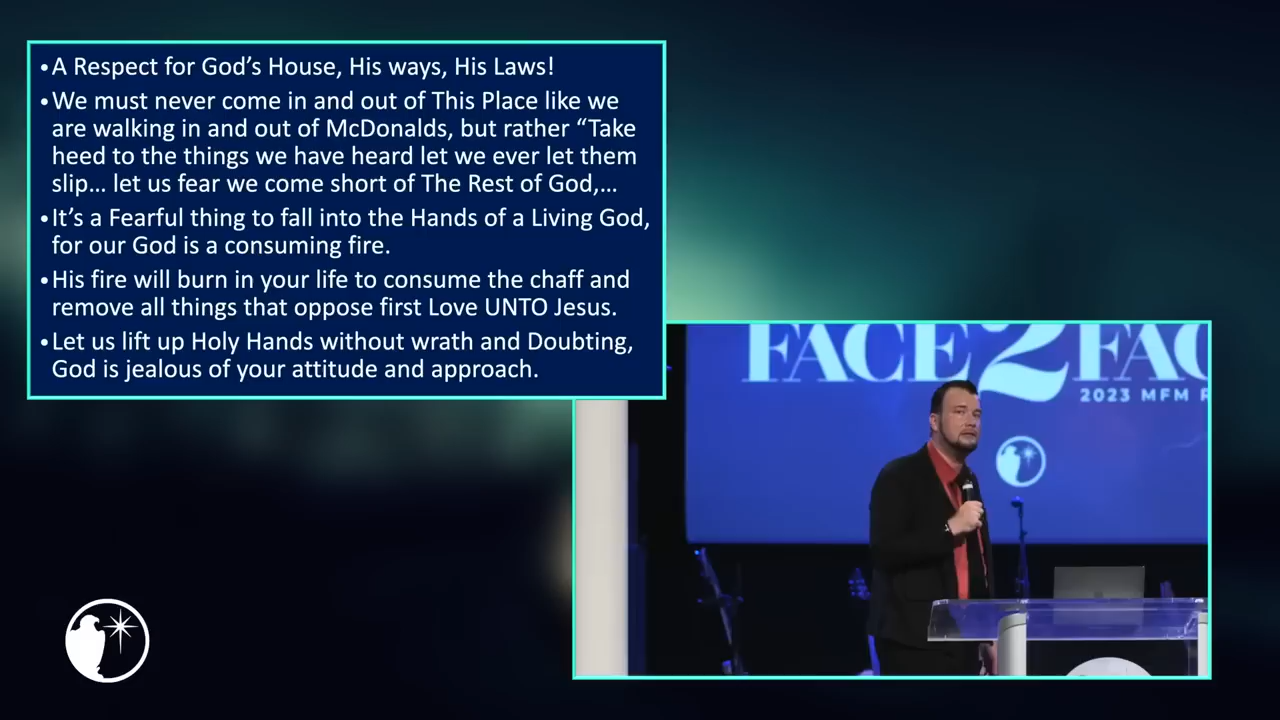 •A Respect for God’s House, His ways, His Laws!
•We must never come in and out of This Place like we
are walking in and out of McDonalds, but rather “Take
heed to the things we have heard let we ever let them
slip… let us fear we come short of The Rest of God,…
•It’s a Fearful thing to fall into the Hands of a Living God,
for our God is a consuming fire.
•His fire will burn in your life to consume the chaff and
remove all things that oppose first Love UNTO Jesus.
•Let us lift up Holy Hands without wrath and Doubting,
God is jealous of your attitude and approach.
FACE2FAC
2023 MFM